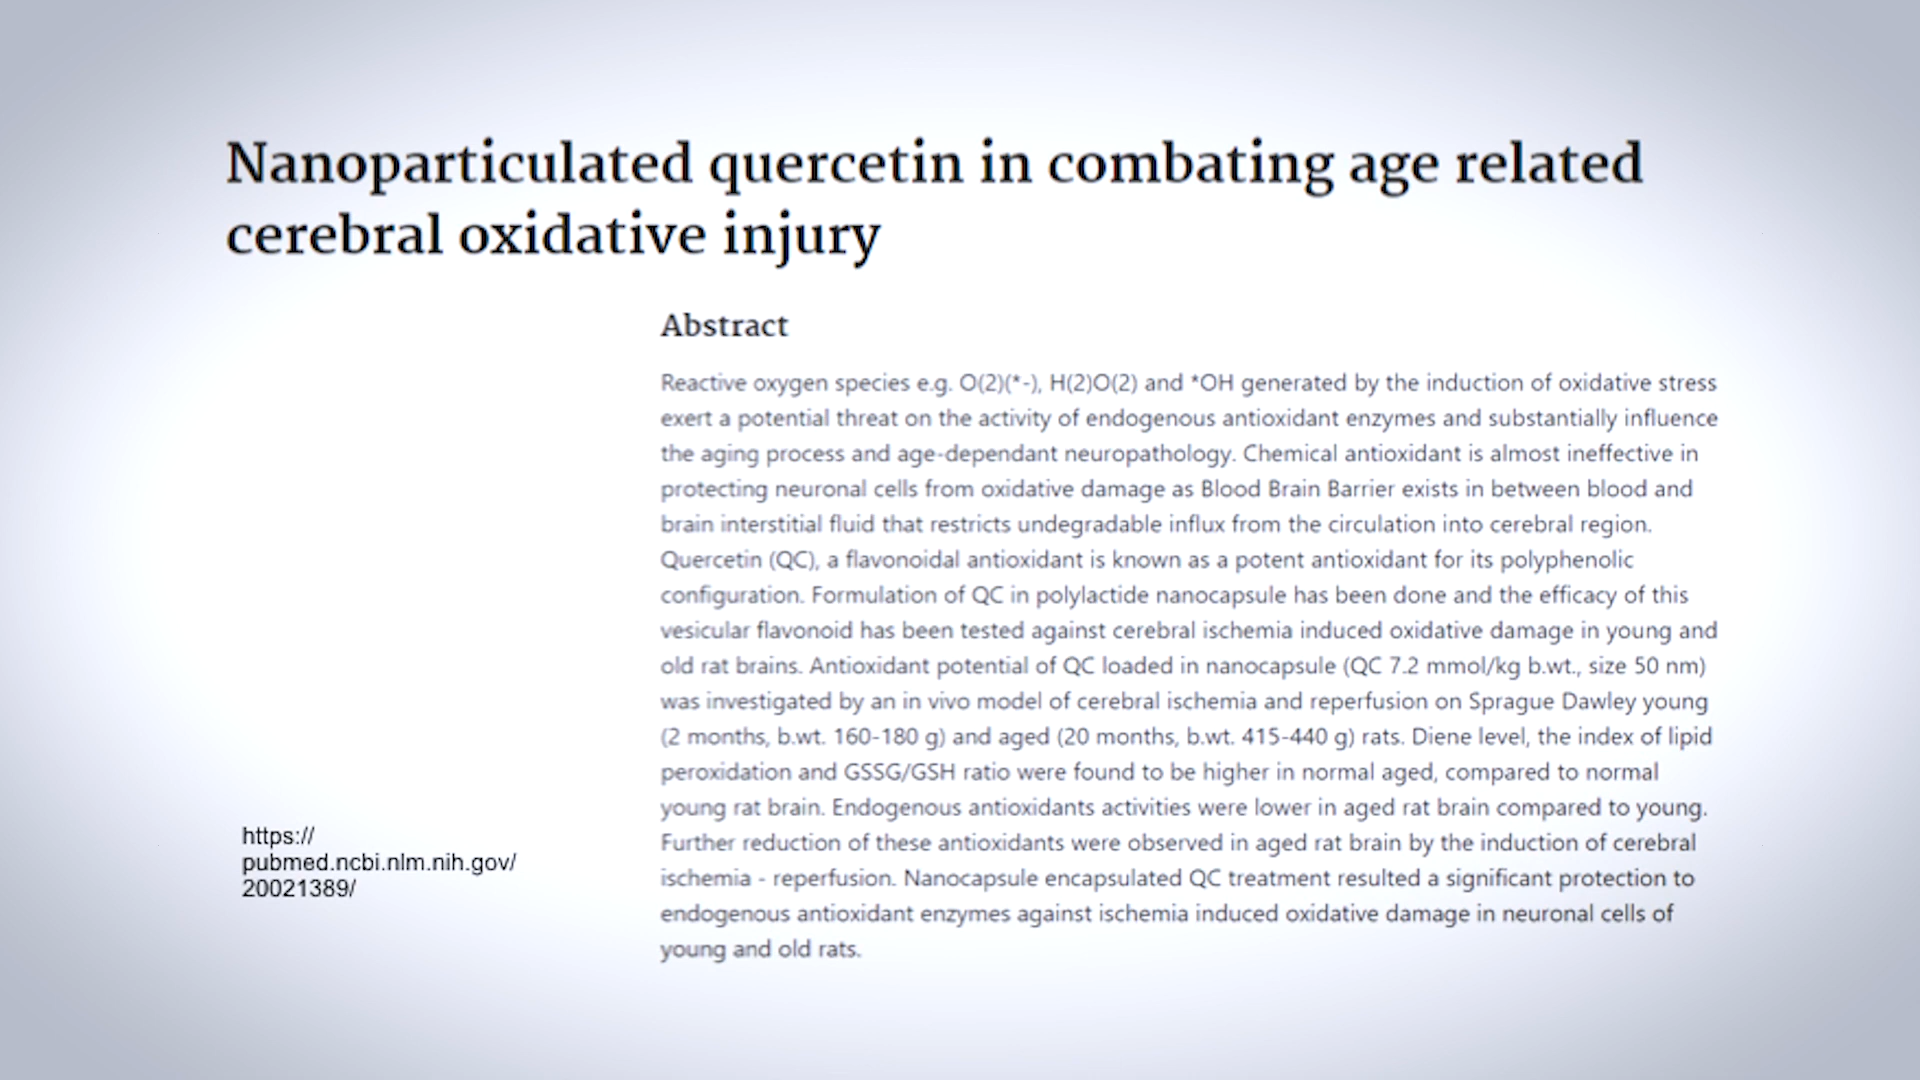 Nanoparticulated quercetin in combating age related
cerebral oxidative injury
Abstract
Reactive oxygen species e.g. O(2)(*-), H(2)O(2) and *OH generated by the induction of oxidative stress
exert a potential threat on the activity of endogenous antioxidant enzymes and substantially influence
the aging process and age-dependant neuropathology. Chemical antioxidant is almost ineffective in
protecting neuronal cells from oxidative damage as Blood Brain Barrier exists in between blood and
brain interstitial fluid that restricts undegradable influx from the circulation into cerebral region.
Quercetin (QC), a flavonoidal antioxidant is known as a potent antioxidant for its polyphenolic
configuration. Formulation of QC in polylactide nanocapsule has been done and the efficacy of this
vesicular flavonoid has been tested against cerebral ischemia induced oxidative damage in young and
old rat brains. Antioxidant potential of QC loaded in nanocapsule (QC 7.2 mmol/kg b.wt., size 50 nm)
was investigated by an in vivo model of cerebral ischemia and reperfusion on Sprague Dawley young
(2 months, b.wt. 160-180 g) and aged (20 months, b.wt. 415-440 g) rats. Diene level, the index of lipid
peroxidation and GSSG/GSH ratio were found to be higher in normal aged, compared to normal
young rat brain. Endogenous antioxidants activities were lower in aged rat brain compared to young.
Further reduction of these antioxidants were observed in aged rat brain by the induction of cerebral
ischemia - reperfusion. Nanocapsule encapsulated QC treatment resulted a significant protection to
endogenous antioxidant enzymes against ischemia induced oxidative damage in neuronal cells of
young and old rats.
https://
pubmed.ncbi.nlm.nih.gov/
20021389/